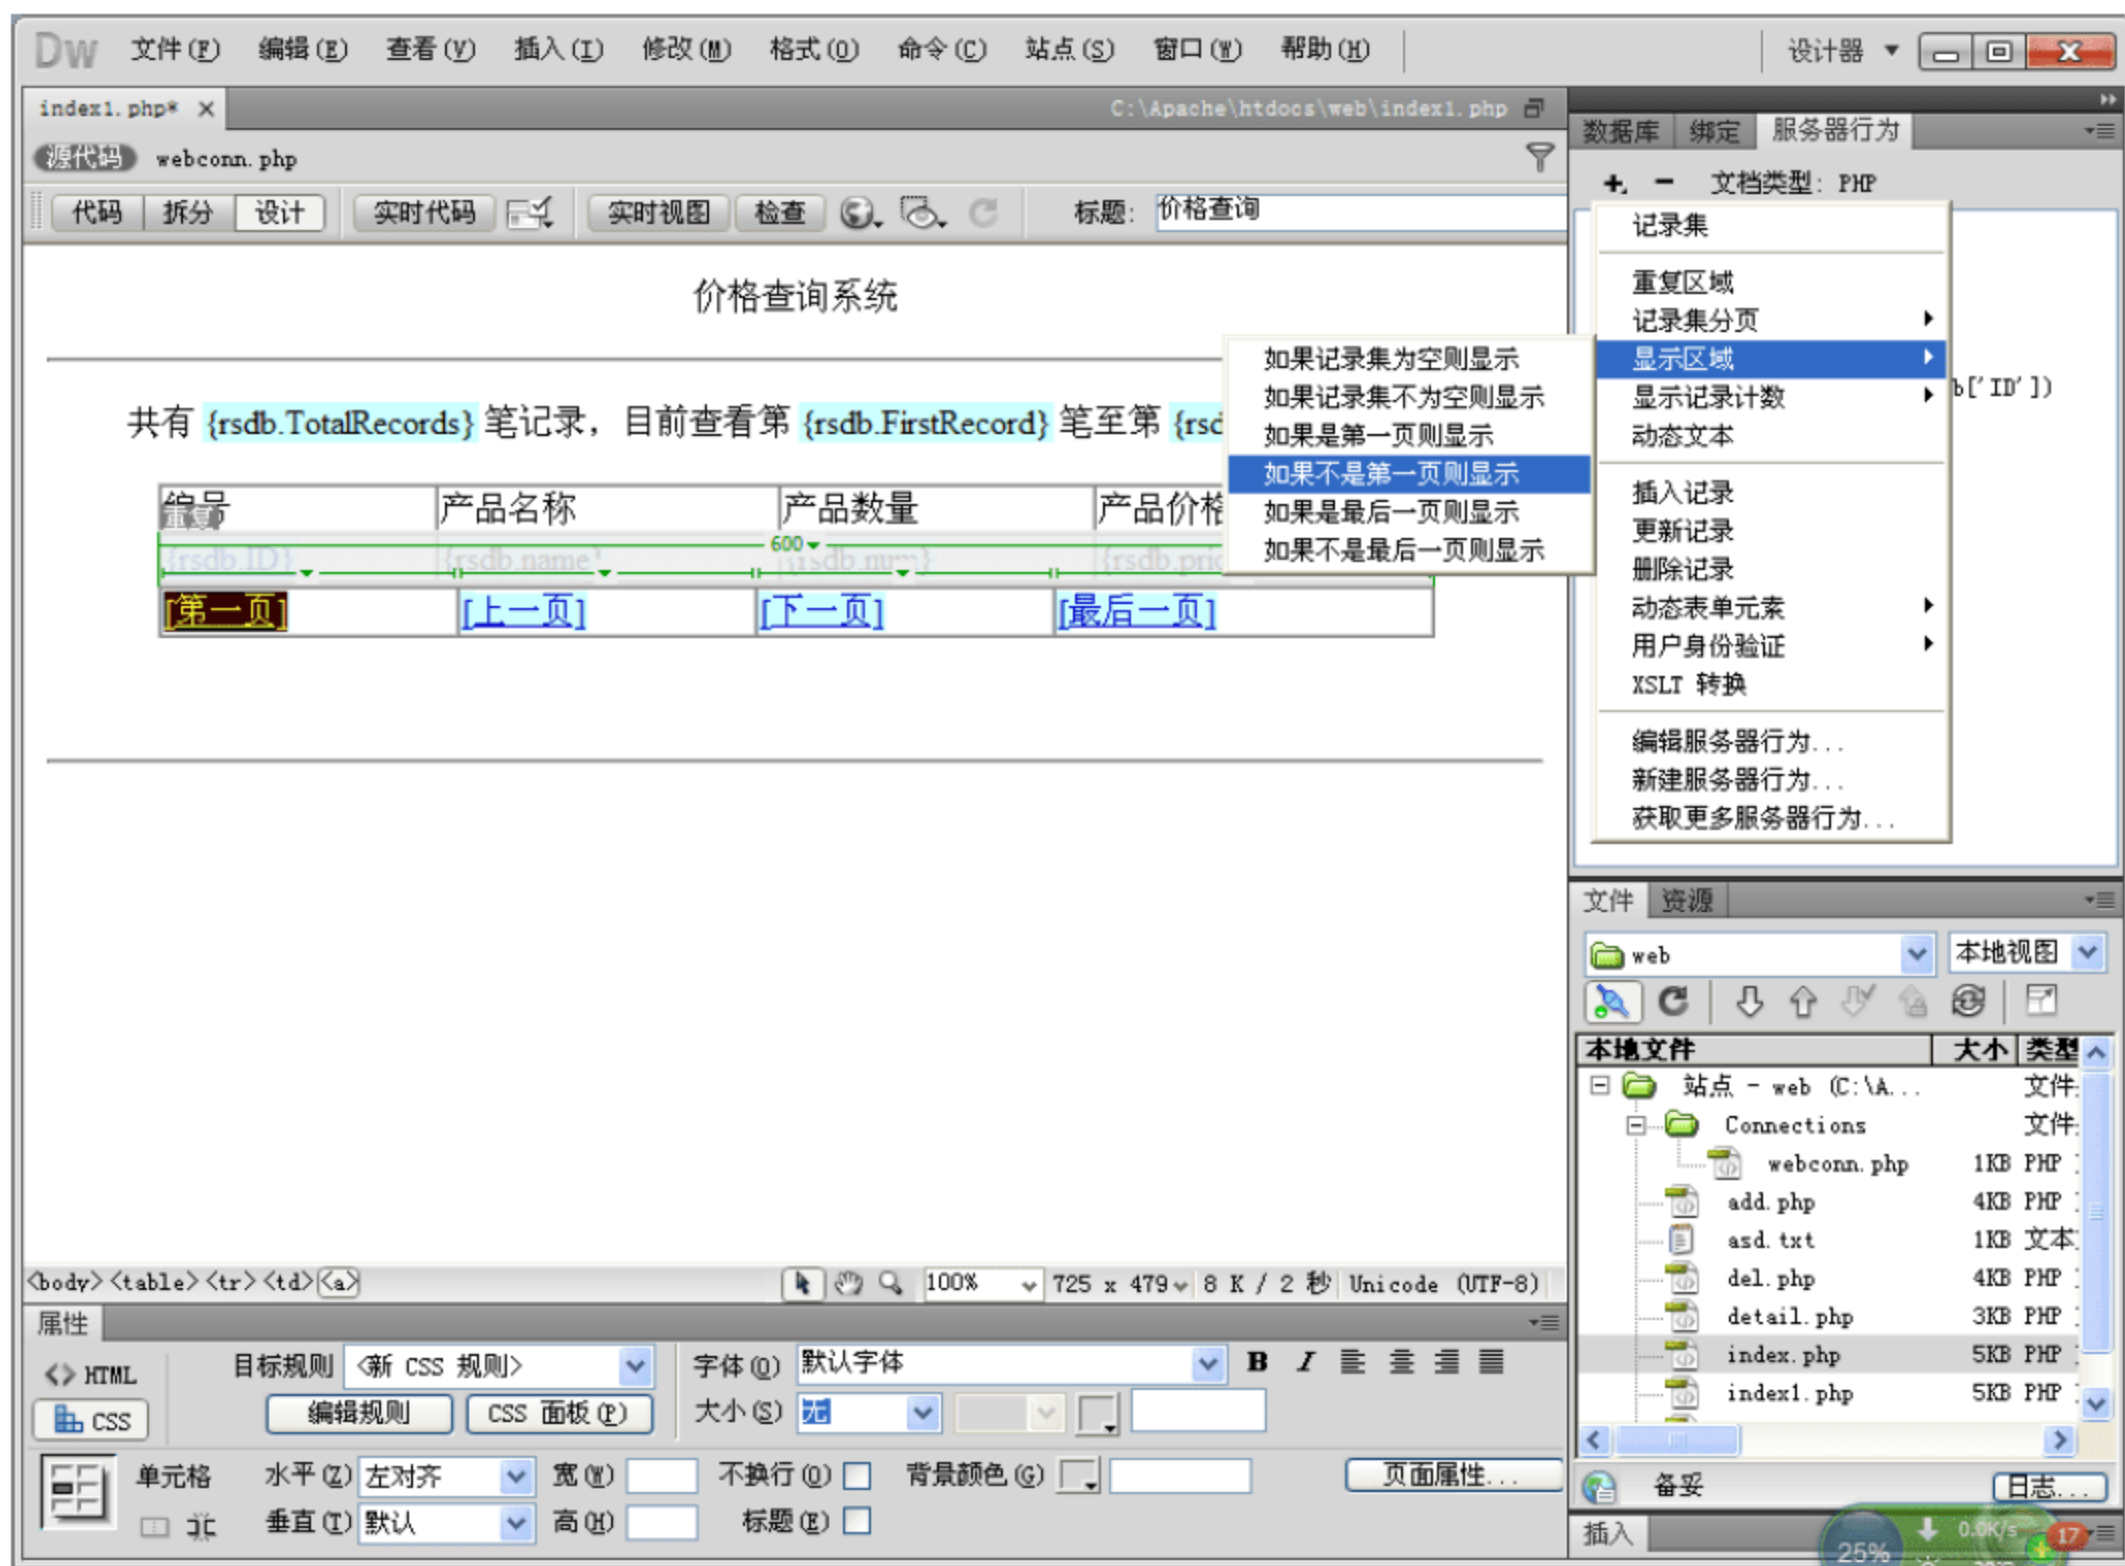 Dw 文件(F) 编辑(E) 查看(V) 插入(I) 修改(M) 格式(O) 命令(C) 站点(S) 窗口(W) 帮助(H) 设计器
index1.php* C:\Apache\htdocs\web\index1.php
源代码 webconn.php
代码 拆分 设计 实时代码 实时视图 检查 标题: 价格查询
价格查询系统
共有 {rsdb.TotalRecords} 笔记录，目前查看第 {rsdb.FirstRecord} 笔至第 {rsd
编号 产品名称 产品数量 产品价格
重复
600
{rsdb.ID} {rsdb.name} {rsdb.num} {rsdb.pric
[第一页] [上一页] [下一页] [最后一页]
如果记录集为空则显示
如果记录集不为空则显示
如果是第一页则显示
如果不是第一页则显示
如果是最后一页则显示
如果不是最后一页则显示
数据库 绑定 服务器行为
文档类型: PHP
记录集
重复区域
记录集分页
显示区域
显示记录计数
动态文本
插入记录
更新记录
删除记录
动态表单元素
用户身份验证
XSLT 转换
编辑服务器行为...
新建服务器行为...
获取更多服务器行为...
b['ID'])
<body><table><tr><td><a> 100% 725 x 479 8 K / 2 秒 Unicode (UTF-8)
属性
<> HTML 目标规则 <新 CSS 规则> 字体(O) 默认字体 B I
CSS 编辑规则 CSS 面板(P) 大小(S) 无
单元格 水平(Z) 左对齐 宽(W) 不换行(O) 背景颜色(G) 页面属性...
垂直(T) 默认 高(H) 标题(E)
文件 资源
web 本地视图
本地文件 大小 类型
站点 - web (C:\A... 文件
Connections 文件
webconn.php 1KB PHP
add.php 4KB PHP
asd.txt 1KB 文本
del.php 4KB PHP
detail.php 3KB PHP
index.php 5KB PHP
index1.php 5KB PHP
备妥 日志...
插入
25% 0.0K/s 17